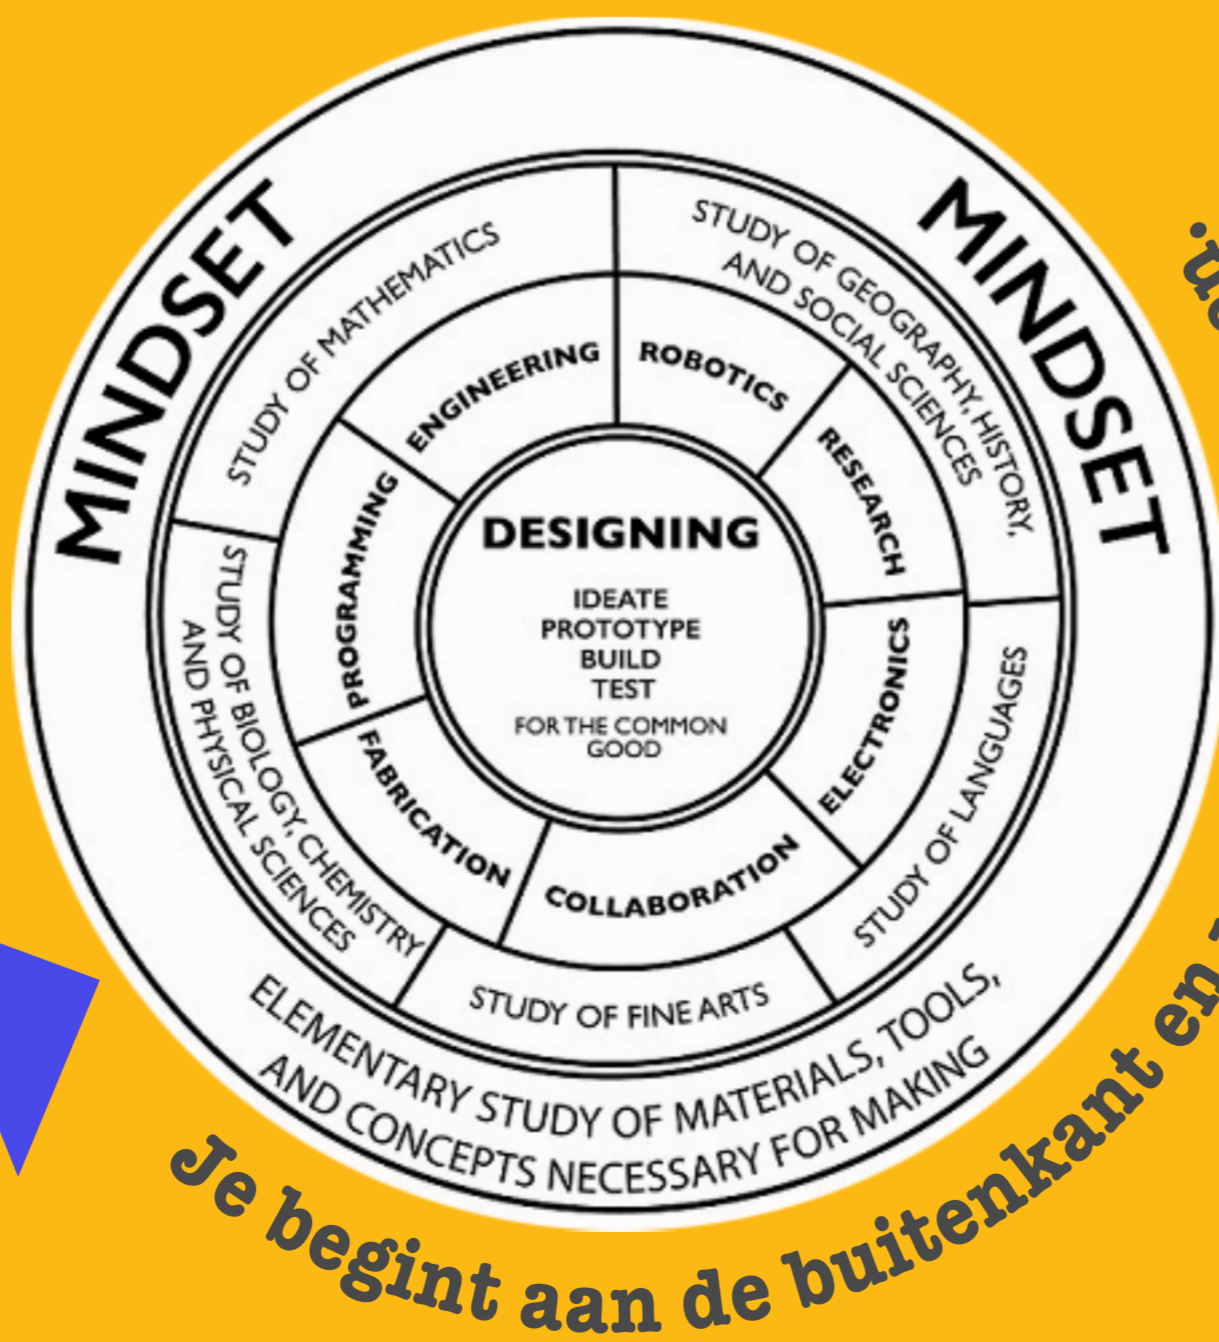 MINDSET
MINDSET
ELEMENTARY STUDY OF MATERIALS, TOOLS,
AND CONCEPTS NECESSARY FOR MAKING
STUDY OF MATHEMATICS
STUDY OF GEOGRAPHY, HISTORY,
AND SOCIAL SCIENCES
STUDY OF LANGUAGES
STUDY OF FINE ARTS
STUDY OF BIOLOGY, CHEMISTRY
AND PHYSICAL SCIENCES
ENGINEERING
ROBOTICS
RESEARCH
ELECTRONICS
COLLABORATION
FABRICATION
PROGRAMMING
DESIGNING
IDEATE
PROTOTYPE
BUILD
TEST
FOR THE COMMON
GOOD
Je begint aan de buitenkant en